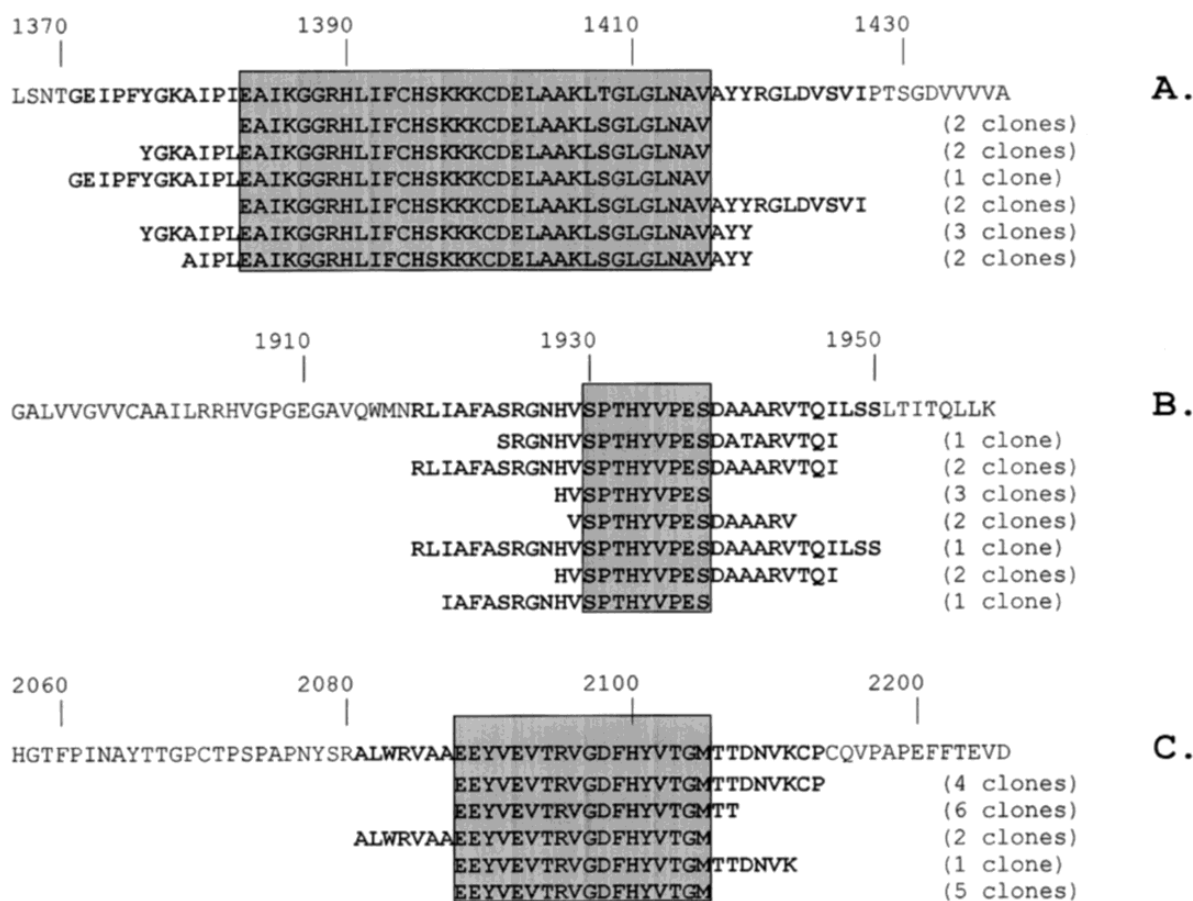 1370 1390 1410 1430
LSNTGEIPFYGKAIPIEAIKGGRHLIFCHSKKKCDELAAKLTGLGLNAVAYYRGLDVSVIPTSGDVVVVA A.
EAIKGGRHLIFCHSKKKCDELAAKLSGLGLNAV (2 clones)
YGKAIPLEAIKGGRHLIFCHSKKKCDELAAKLSGLGLNAV (2 clones)
GEIPFYGKAIPLEAIKGGRHLIFCHSKKKCDELAAKLSGLGLNAV (1 clone)
EAIKGGRHLIFCHSKKKCDELAAKLSGLGLNAVAYYRGLDVSVI (2 clones)
YGKAIPLEAIKGGRHLIFCHSKKKCDELAAKLSGLGLNAVAYY (3 clones)
AIPLEAIKGGRHLIFCHSKKKCDELAAKLSGLGLNAVAYY (2 clones)
1910 1930 1950
GALVVGVVCAAILRRHVGPGEGAVQWMNRLIAFASRGNHVSPTHYVPESDAAARVTQILSSLTITQLLK B.
SRGNHVSPTHYVPESDATARVTQI (1 clone)
RLIAFASRGNHVSPTHYVPESDAAARVTQI (2 clones)
HVSPTHYVPES (3 clones)
VSPTHYVPESDAAARV (2 clones)
RLIAFASRGNHVSPTHYVPESDAAARVTQILSS (1 clone)
HVSPTHYVPESDAAARVTQI (2 clones)
IAFASRGNHVSPTHYVPES (1 clone)
2060 2080 2100 2200
HGTFPINAYTTGPCTPSPAPNYSRALWRVAAEEYVEVTRVGDFHYVTGMTTDNVKCPCQVPAPEFFTEVD C.
EEYVEVTRVGDFHYVTGMTTDNVKCP (4 clones)
EEYVEVTRVGDFHYVTGMTT (6 clones)
ALWRVAAEEYVEVTRVGDFHYVTGM (2 clones)
EEYVEVTRVGDFHYVTGMTTDNVK (1 clone)
EEYVEVTRVGDFHYVTGM (5 clones)